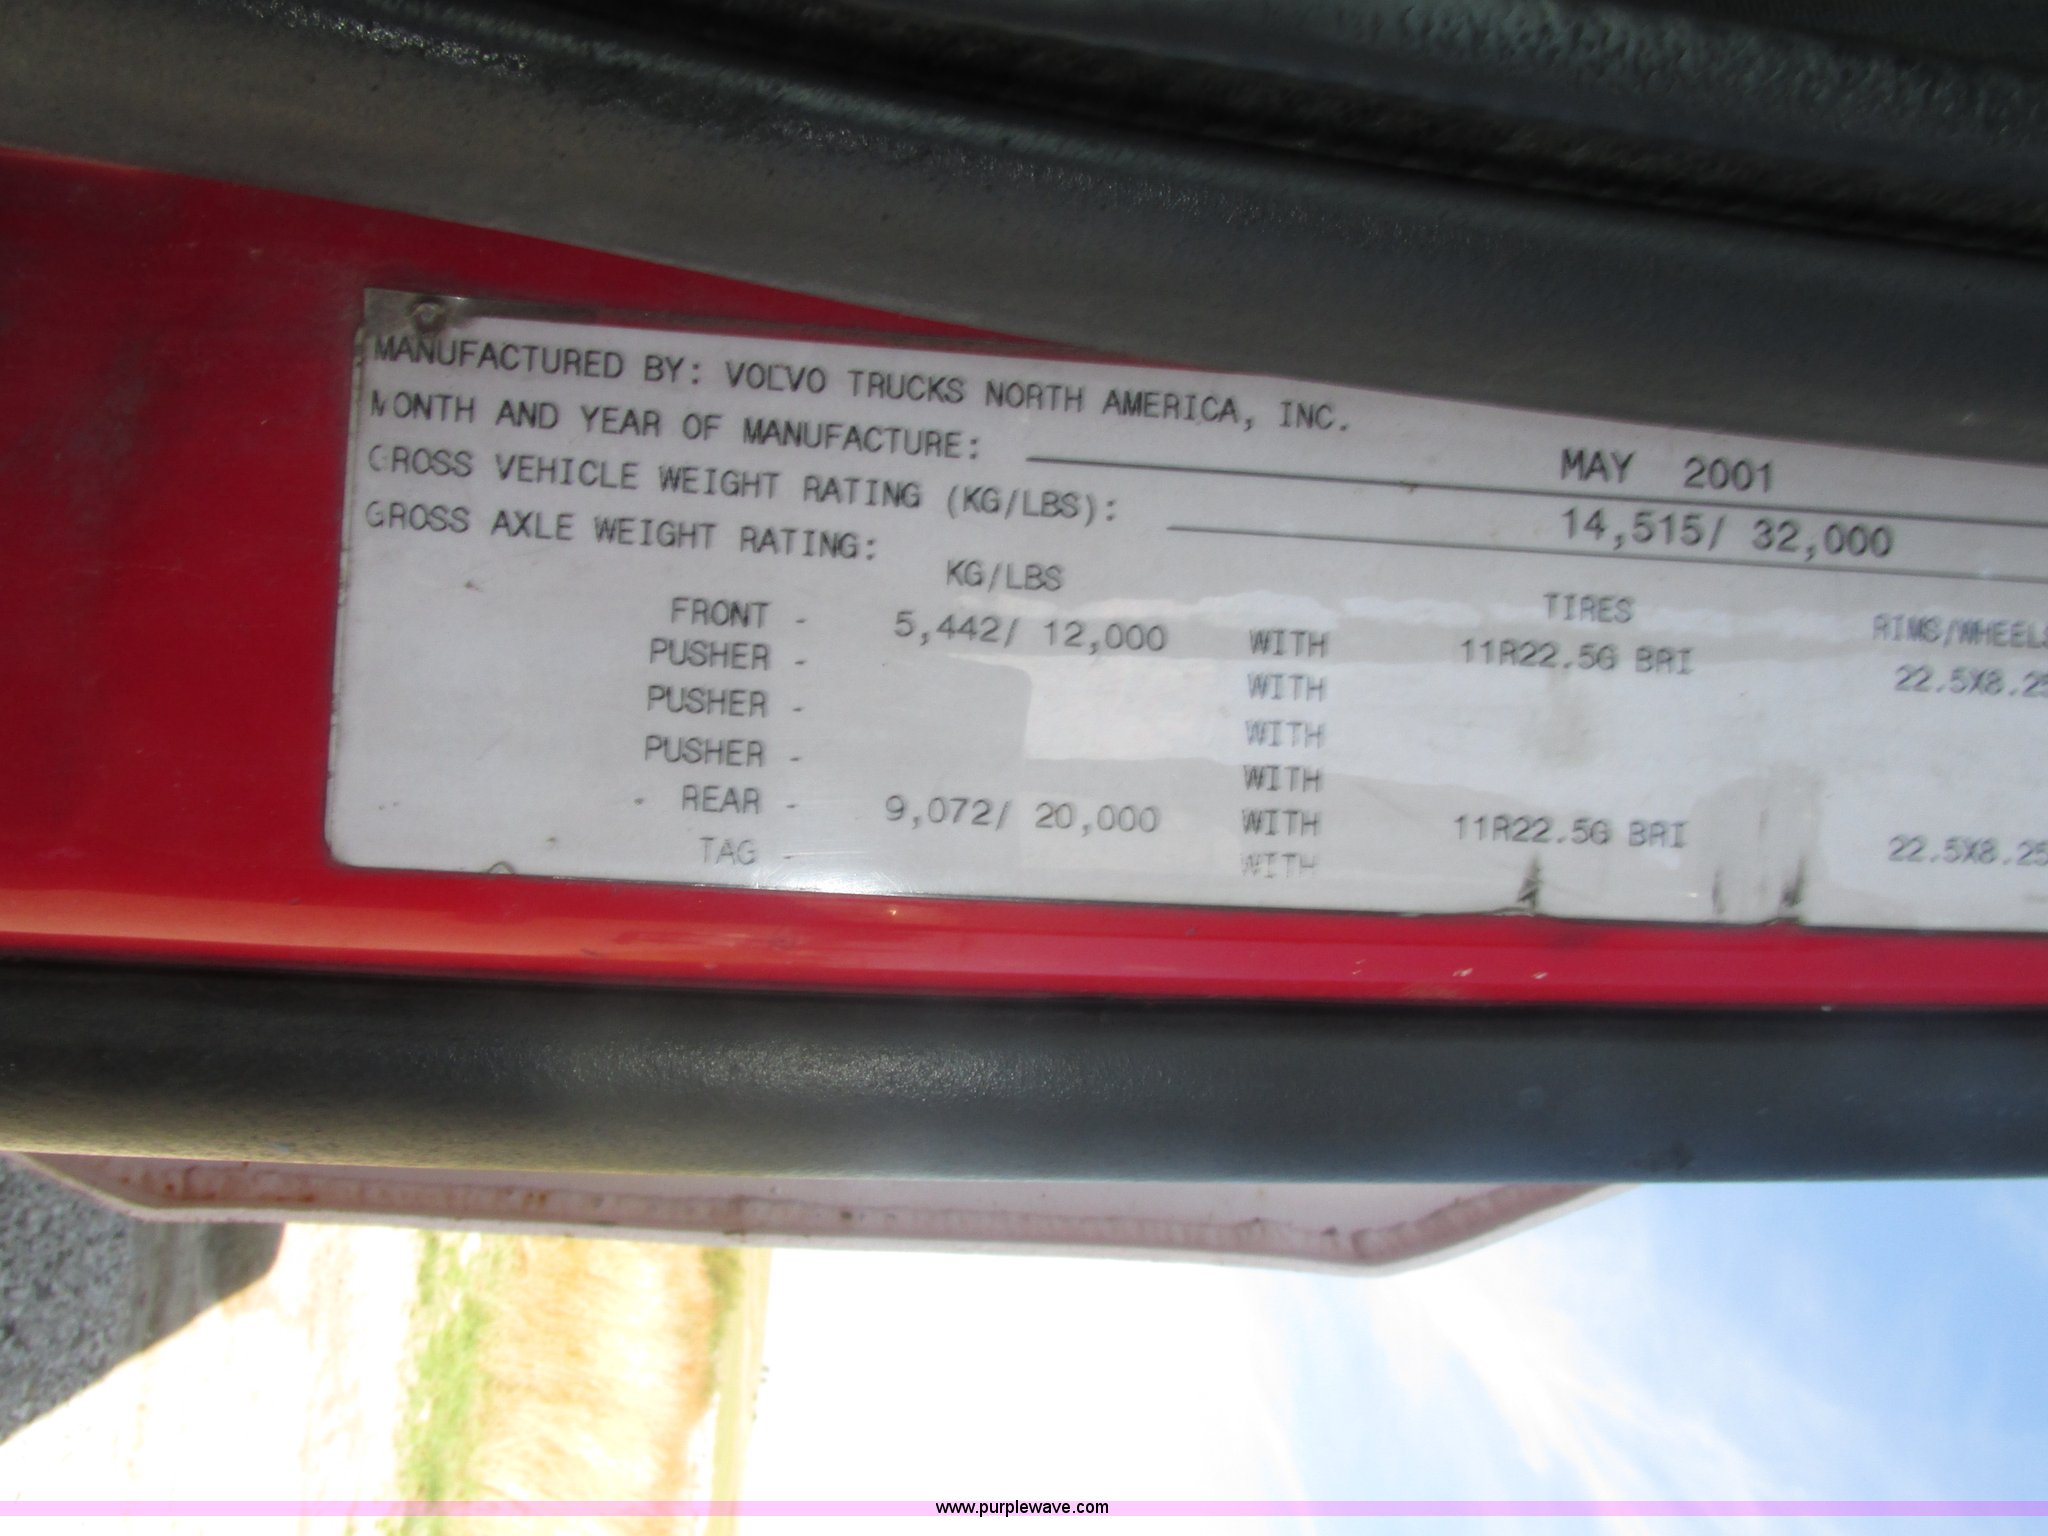 MANUFACTURED BY: VOLVO TRUCKS NORTH AMERICA, INC.
MONTH AND YEAR OF MANUFACTURE: MAY 2001
GROSS VEHICLE WEIGHT RATING (KG/LBS): 14,515/ 32,000
GROSS AXLE WEIGHT RATING:
KG/LBS TIRES RIMS/WHEELS
FRONT - 5,442/ 12,000 WITH 11R22.5G BRI 22.5X8.25
PUSHER - WITH
PUSHER - WITH
PUSHER - WITH
REAR - 9,072/ 20,000 WITH 11R22.5G BRI 22.5X8.25
TAG - WITH
www.purplewave.com